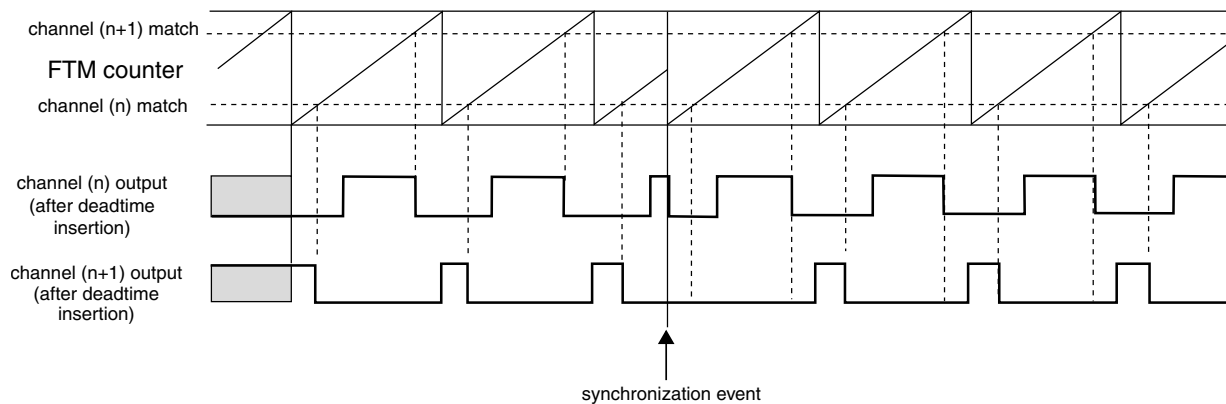 channel (n+1) match
FTM counter
channel (n) match
channel (n) output
(after deadtime
insertion)
channel (n+1) output
(after deadtime
insertion)
synchronization event